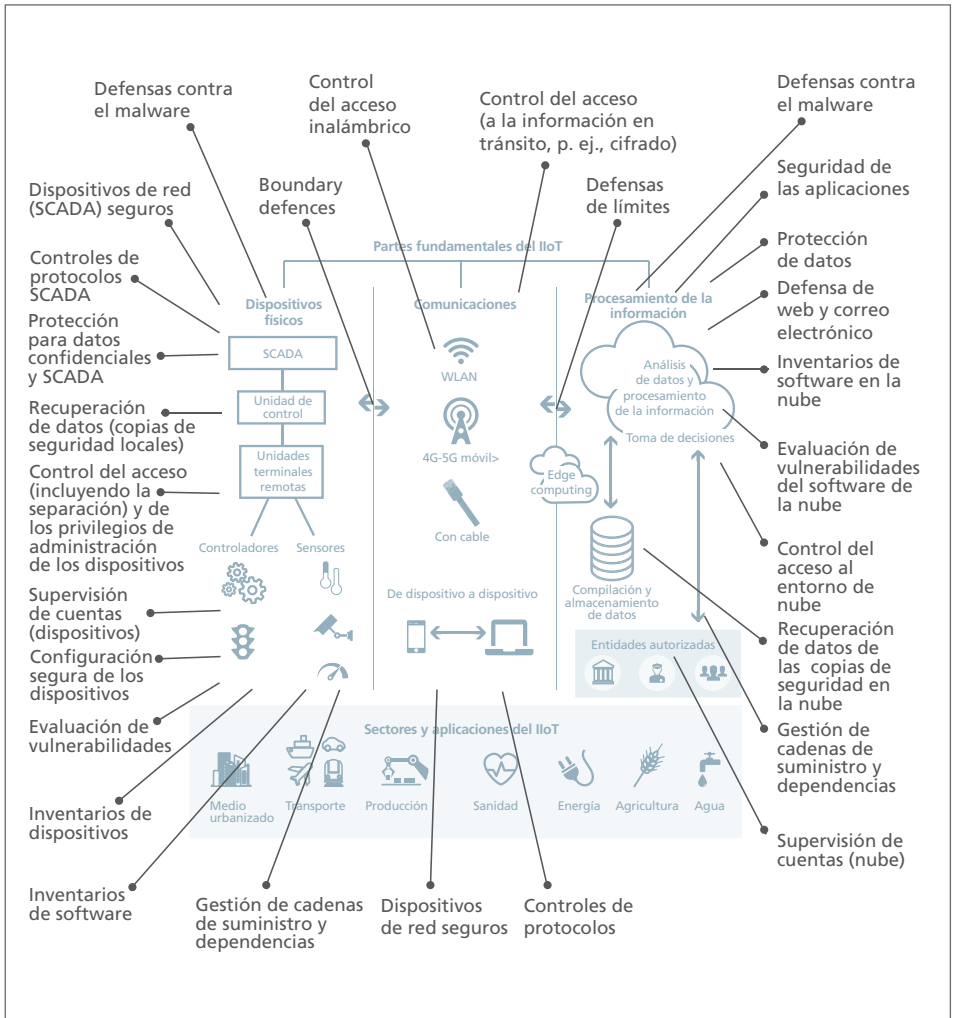 Defensas contra
el malware
Control
del acceso
inalámbrico
Control del acceso
(a la información en
tránsito, p. ej., cifrado)
Defensas contra
el malware
Dispositivos de red
(SCADA) seguros
Boundary
defences
Defensas
de límites
Seguridad de
las aplicaciones
Controles de
protocolos
SCADA
Protección
de datos
Protección
para datos
confidenciales
y SCADA
Defensa de
web y correo
electrónico
Recuperación
de datos (copias de
seguridad locales)
Inventarios de
software en la
nube
Control del acceso
(incluyendo la
separación) y de
los privilegios de
administración
de los dispositivos
Evaluación de
vulnerabilidades
del software de
la nube
Supervisión
de cuentas
(dispositivos)
Control del
acceso al
entorno de
nube
Configuración
segura de los
dispositivos
Recuperación
de datos de
las copias de
seguridad en
la nube
Evaluación de
vulnerabilidades
Gestión de
cadenas de
suministro y
dependencias
Inventarios de
dispositivos
Supervisión de
cuentas (nube)
Inventarios
de software
Gestión de cadenas
de suministro y
dependencias
Dispositivos
de red seguros
Controles de
protocolos
Partes fundamentales del IIoT
Dispositivos
físicos
SCADA
Unidad de
control
Unidades
terminales
remotas
Controladores
Sensores
Comunicaciones
WLAN
4G-5G móvil>
Con cable
De dispositivo a dispositivo
Procesamiento de la
información
Análisis
de datos y
procesamiento
de la información
Toma de decisiones
Edge
computing
Compilación y
almacenamiento
de datos
Entidades autorizadas
Sectores y aplicaciones del IIoT
Medio
urbanizado
Transporte
Producción
Sanidad
Energía
Agricultura
Agua